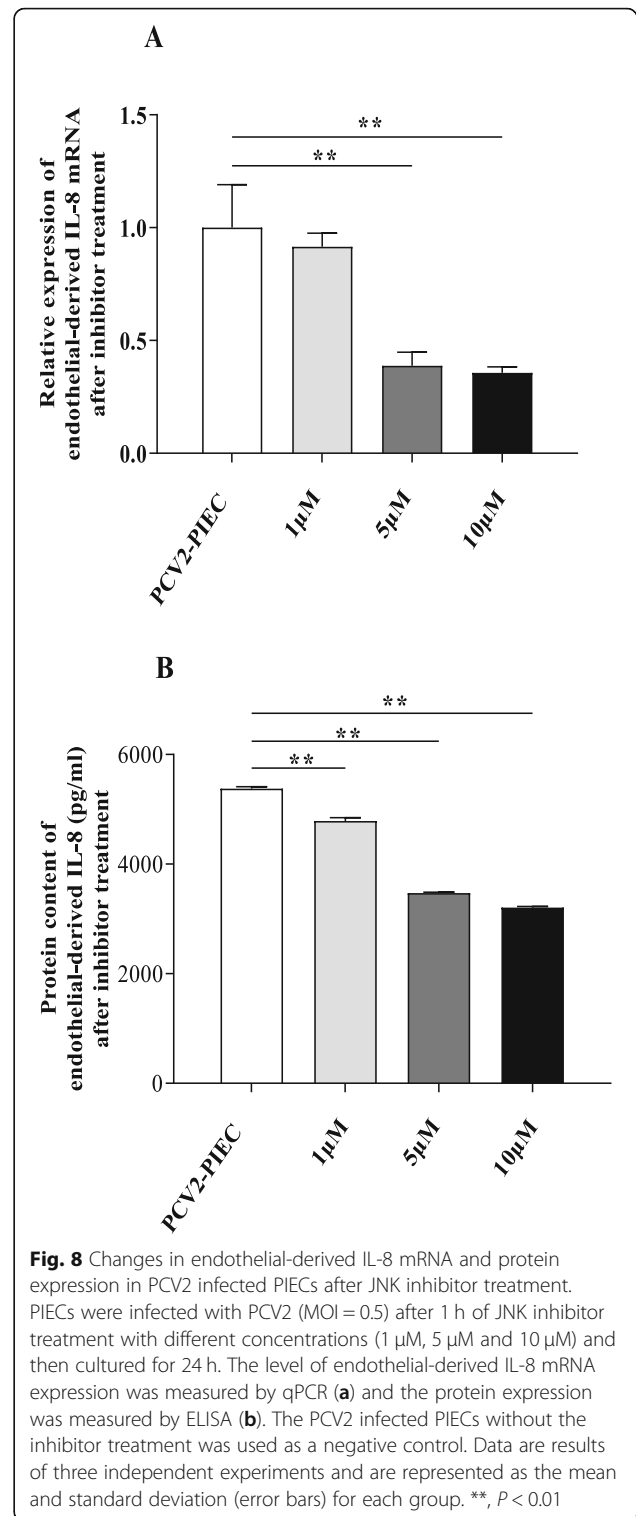 A
Relative expression of
endothelial-derived IL-8 mRNA
after inhibitor treatment
1.5
1.0
0.5
0.0
**
**
PCV2-PIEC
1μM
5μM
10μM
B
Protein content of
endothelial-derived IL-8 (pg/ml)
after inhibitor treatment
6000
4000
2000
0
**
**
**
PCV2-PIEC
1μM
5μM
10μM
Fig. 8 Changes in endothelial-derived IL-8 mRNA and protein
expression in PCV2 infected PIECs after JNK inhibitor treatment.
PIECs were infected with PCV2 (MOI = 0.5) after 1 h of JNK inhibitor
treatment with different concentrations (1 μM, 5 μM and 10 μM) and
then cultured for 24 h. The level of endothelial-derived IL-8 mRNA
expression was measured by qPCR (a) and the protein expression
was measured by ELISA (b). The PCV2 infected PIECs without the
inhibitor treatment was used as a negative control. Data are results
of three independent experiments and are represented as the mean
and standard deviation (error bars) for each group. **, P < 0.01